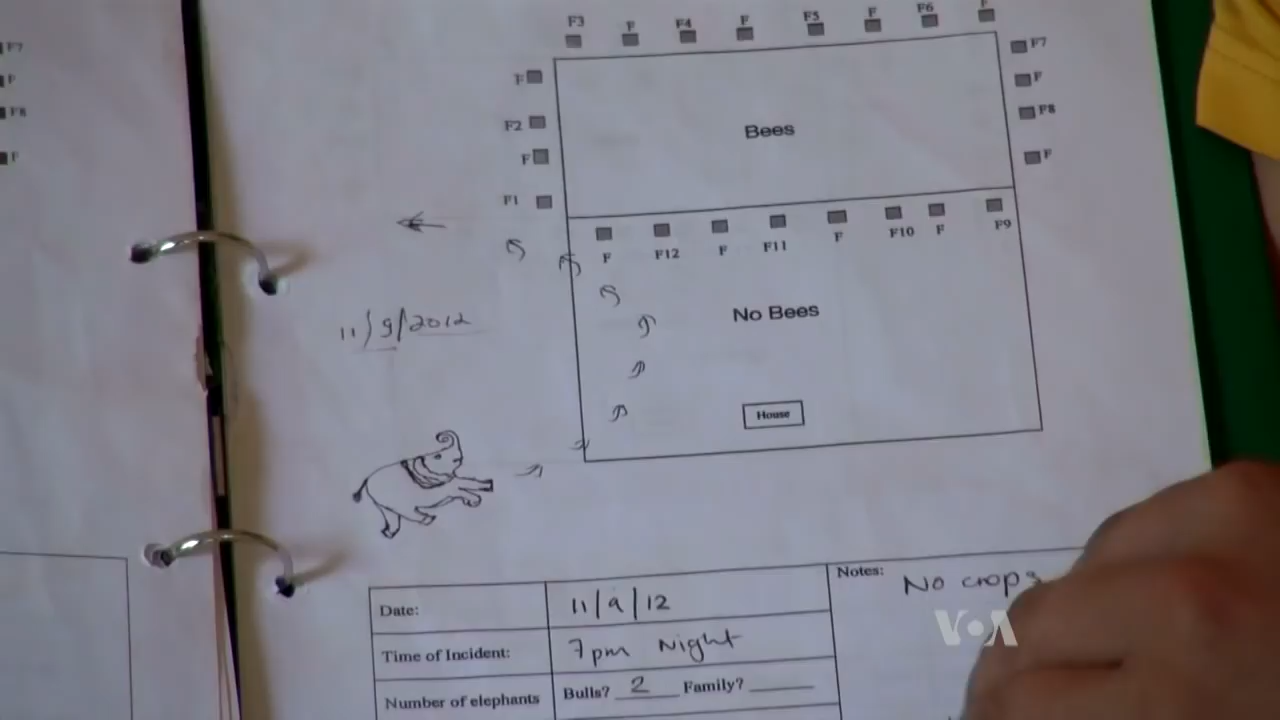 F3 F F4 F F5 F F6 F
F7
F
F8
F
F
F2
F
F1
F7
F
F8
F
Bees
F F12 F F11 F F10 F F9
No Bees
11/9/2012
House
Date: 11/9/12
Time of Incident: 7pm Night
Number of elephants Bulls? 2 Family?
Notes: No crops
VOA